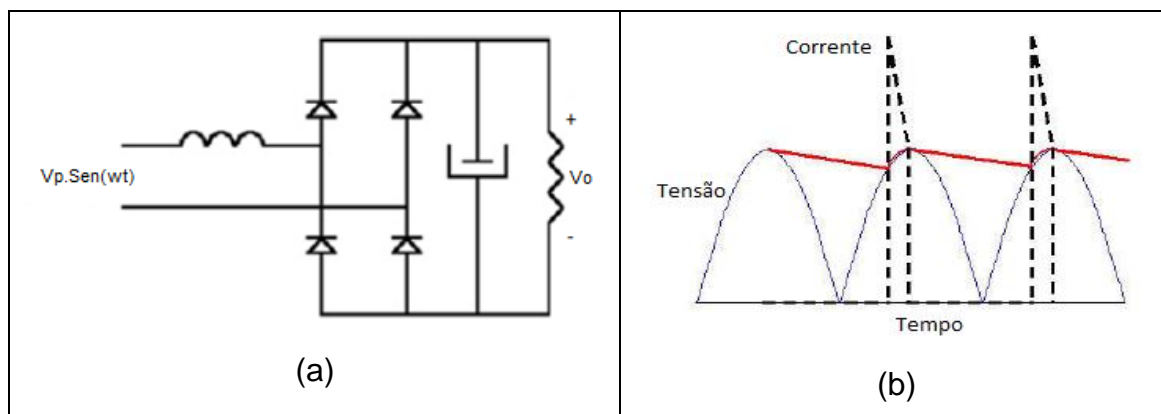 Vp.Sen(wt)
+
Vo
-
(a)
Corrente
Tensão
Tempo
(b)